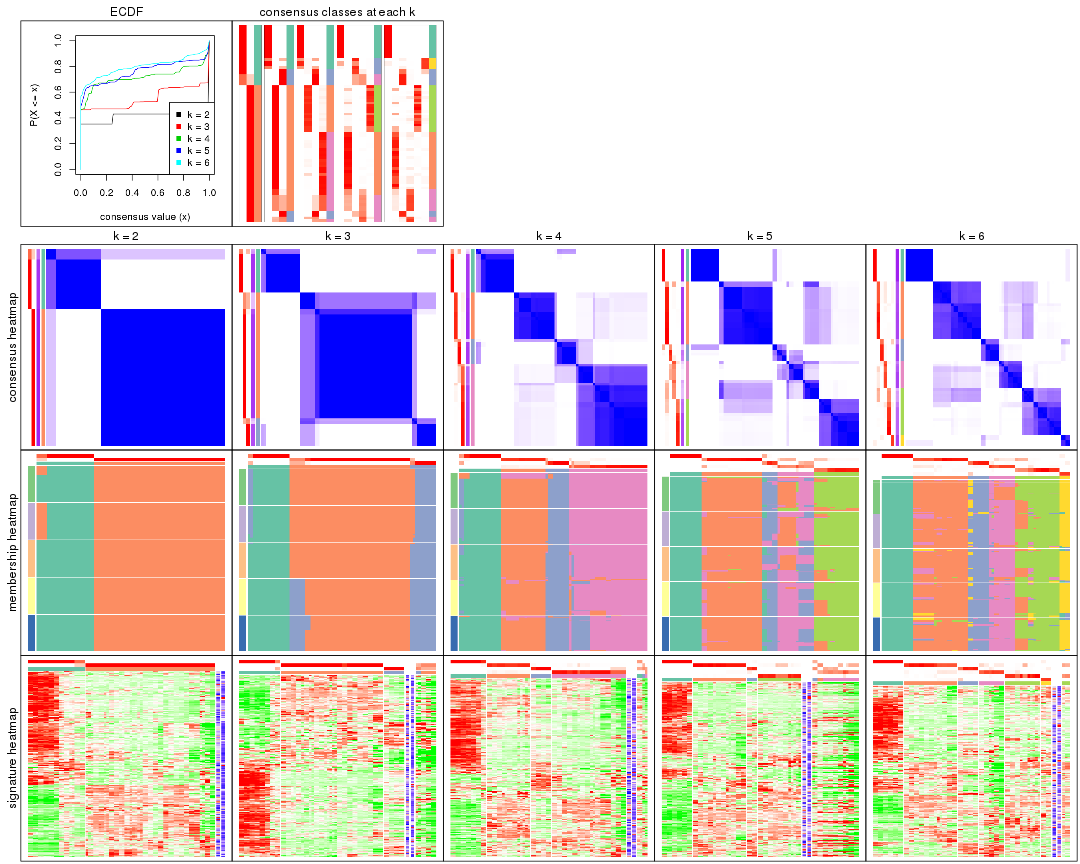 ECDF
consensus classes at each k
P(X <= x)
0.0 0.2 0.4 0.6 0.8 1.0
k = 2
k = 3
k = 4
k = 5
k = 6
0.0 0.2 0.4 0.6 0.8 1.0
consensus value (x)
k = 2
k = 3
k = 4
k = 5
k = 6
consensus heatmap
membership heatmap
signature heatmap